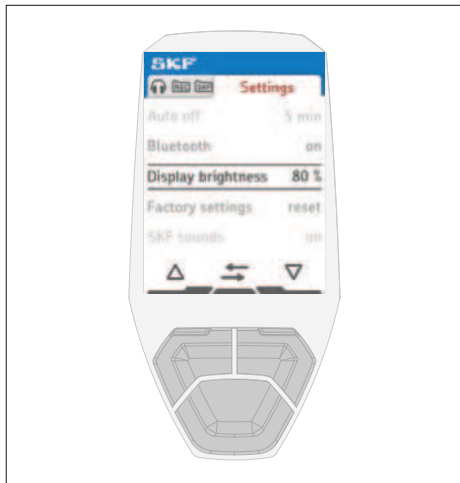 SKF
Settings
Auto off 5 min
Bluetooth on
Display brightness 80 %
Factory settings reset
SKF sounds on